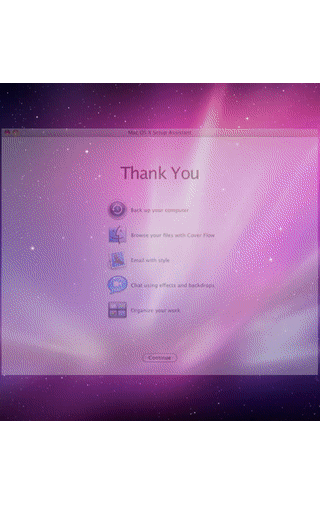 Mac OS X Setup Assistant
Thank You
Back up your computer
Browse your files with Cover Flow
Email with style
Chat using effects and backdrops
Organize your work
Continue